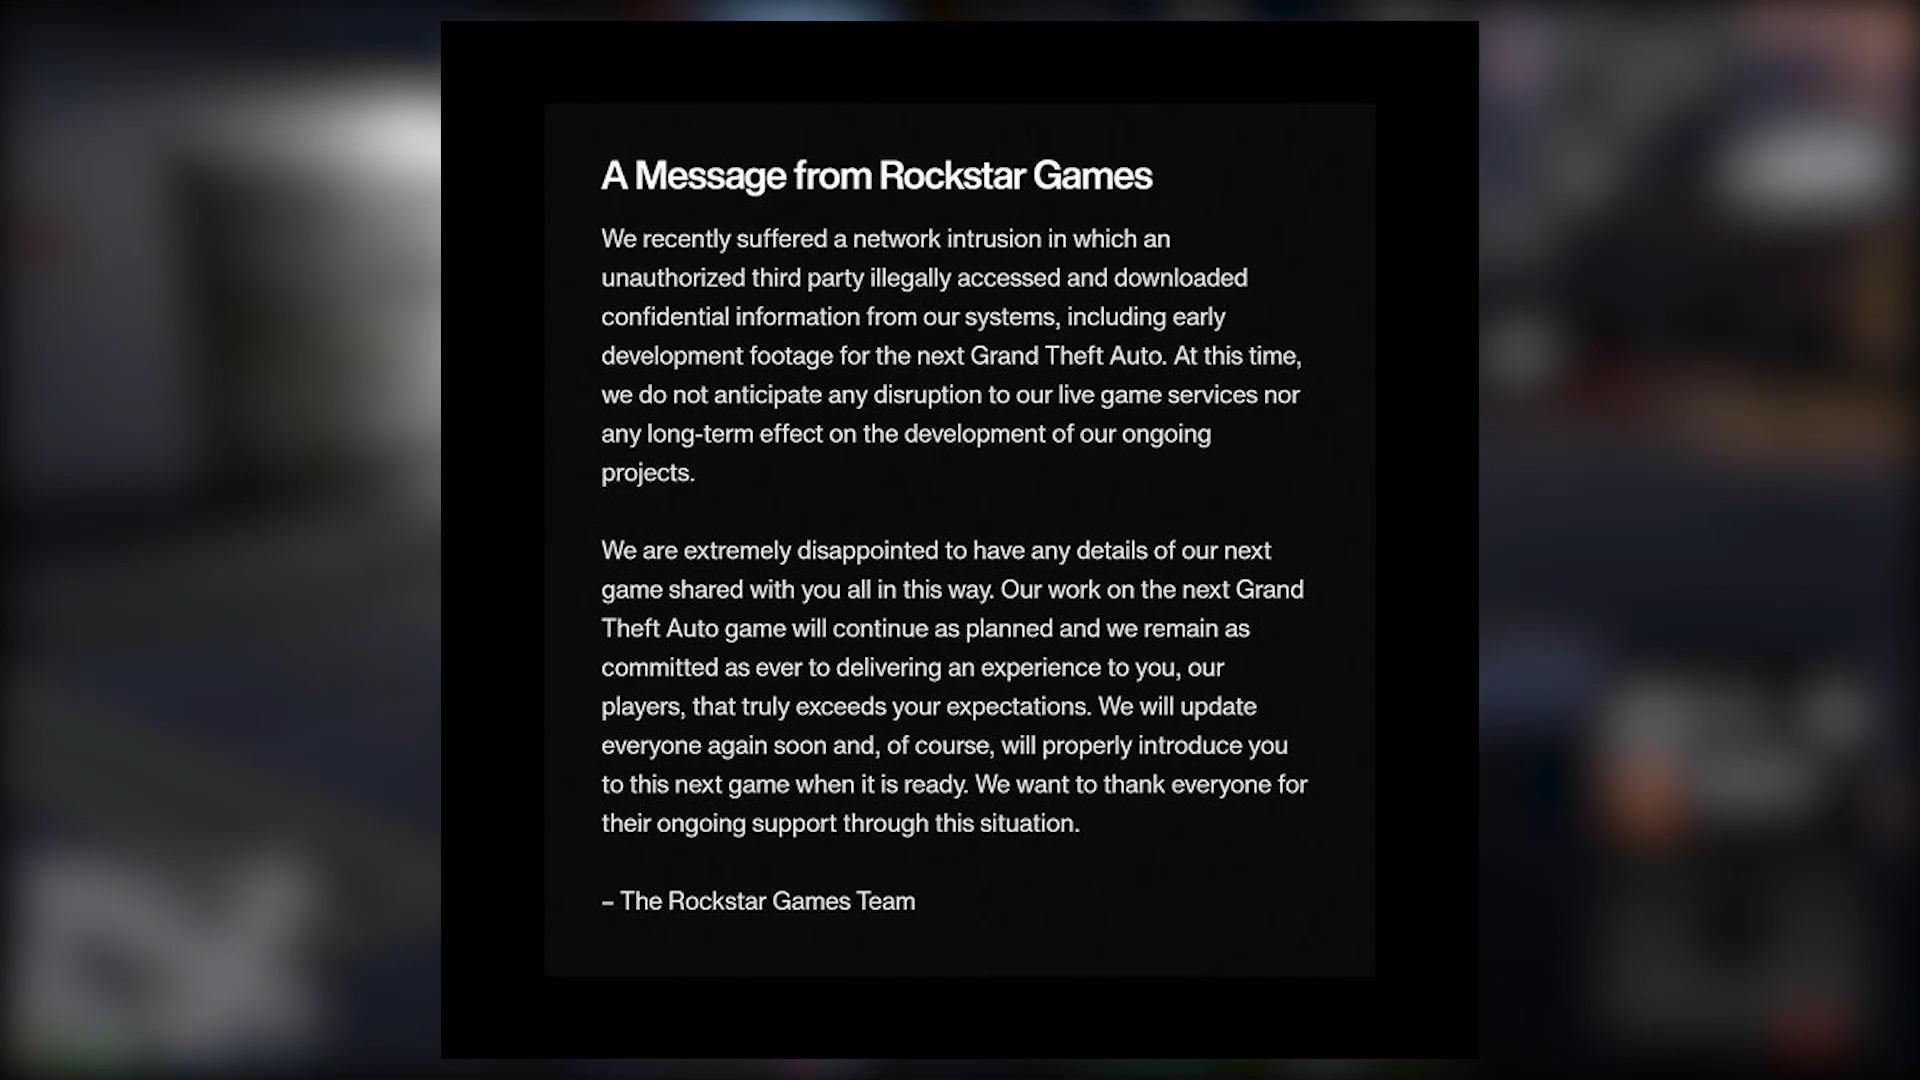 A Message from Rockstar Games
We recently suffered a network intrusion in which an
unauthorized third party illegally accessed and downloaded
confidential information from our systems, including early
development footage for the next Grand Theft Auto. At this time,
we do not anticipate any disruption to our live game services nor
any long-term effect on the development of our ongoing
projects.
We are extremely disappointed to have any details of our next
game shared with you all in this way. Our work on the next Grand
Theft Auto game will continue as planned and we remain as
committed as ever to delivering an experience to you, our
players, that truly exceeds your expectations. We will update
everyone again soon and, of course, will properly introduce you
to this next game when it is ready. We want to thank everyone for
their ongoing support through this situation.
– The Rockstar Games Team